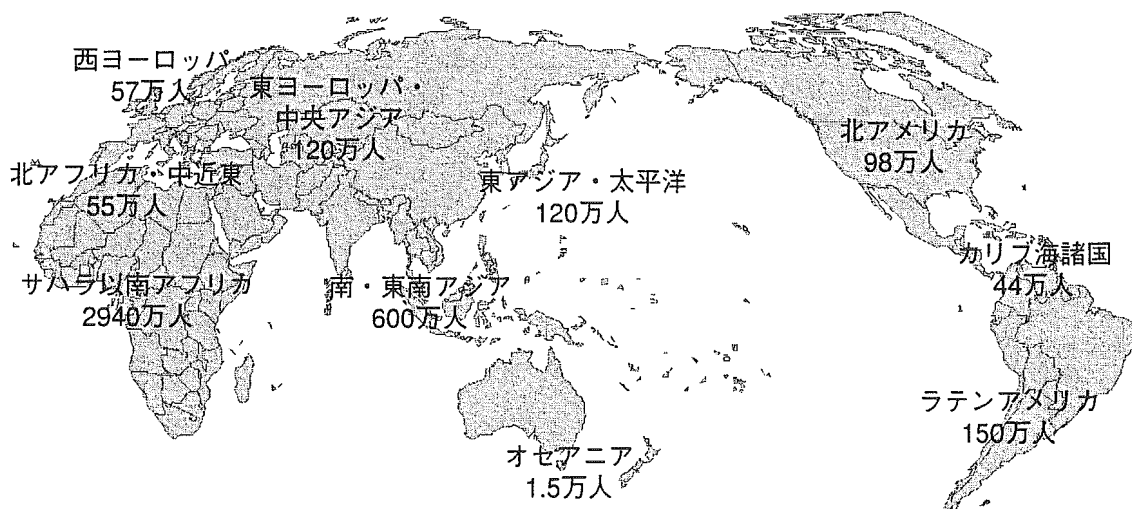 西ヨーロッパ
57万人
東ヨーロッパ・
中央アジア
120万人
北アメリカ
98万人
北アフリカ・中近東
55万人
東アジア・太平洋
120万人
カリブ海諸国
44万人
サハラ以南アフリカ
2940万人
南・東南アジア
600万人
ラテンアメリカ
150万人
オセアニア
1.5万人